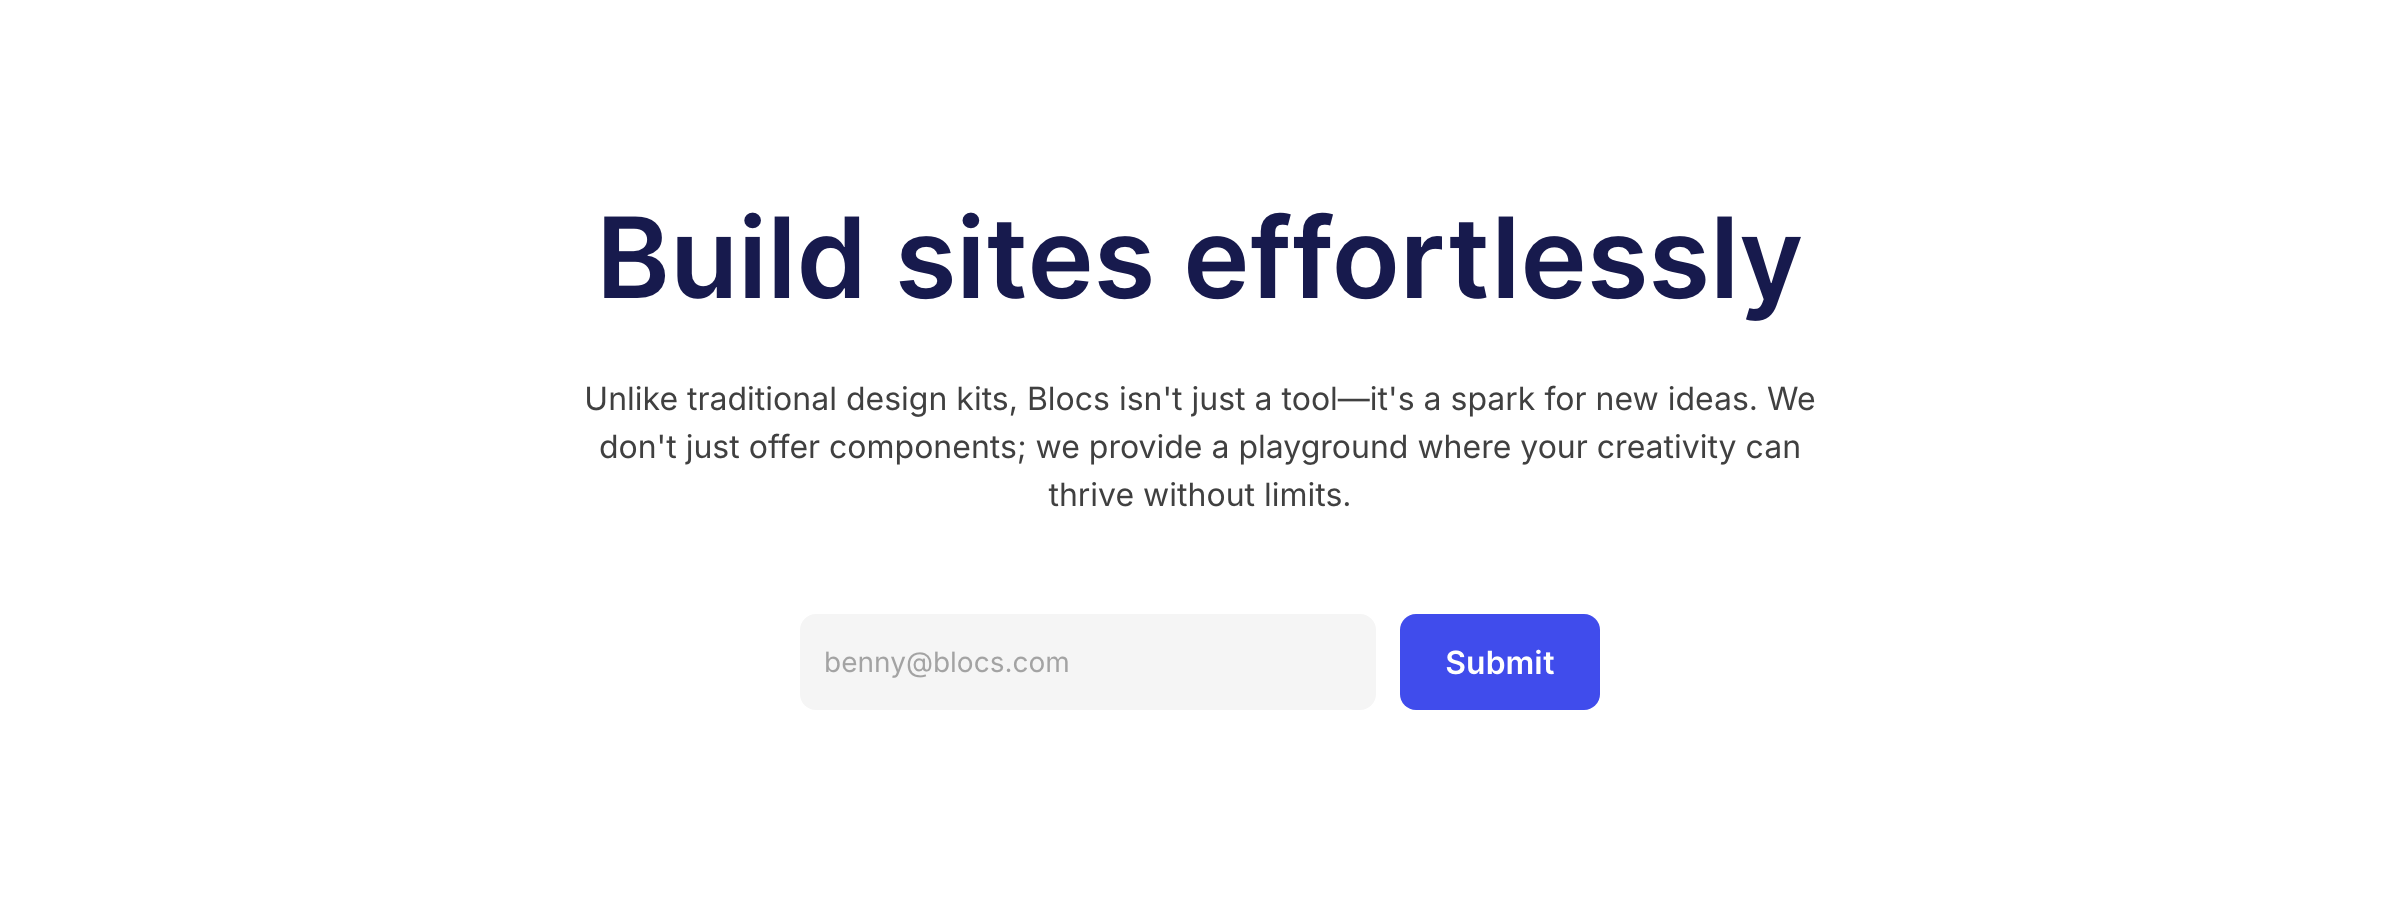 Build sites effortlessly
Unlike traditional design kits, Blocs isn't just a tool—it's a spark for new ideas. We
don't just offer components; we provide a playground where your creativity can
thrive without limits.
benny@blocs.com
Submit